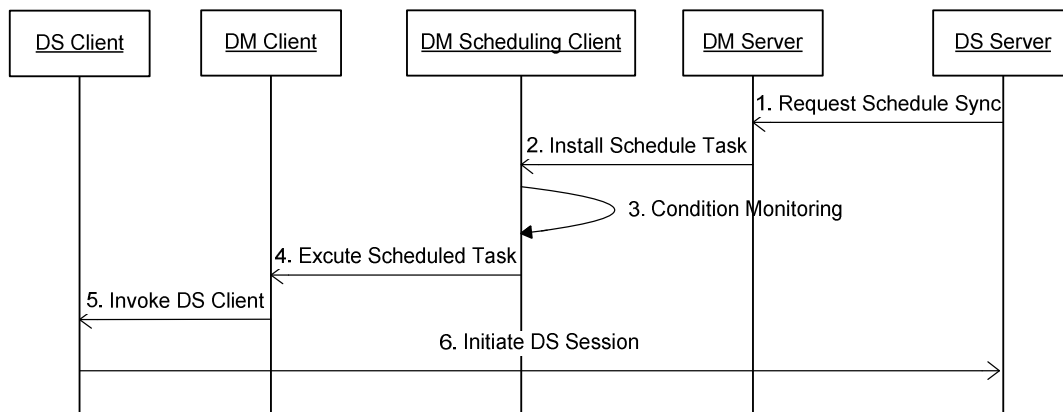 DS Client
DM Client
DM Scheduling Client
DM Server
DS Server
1. Request Schedule Sync
2. Install Schedule Task
3. Condition Monitoring
4. Excute Scheduled Task
5. Invoke DS Client
6. Initiate DS Session